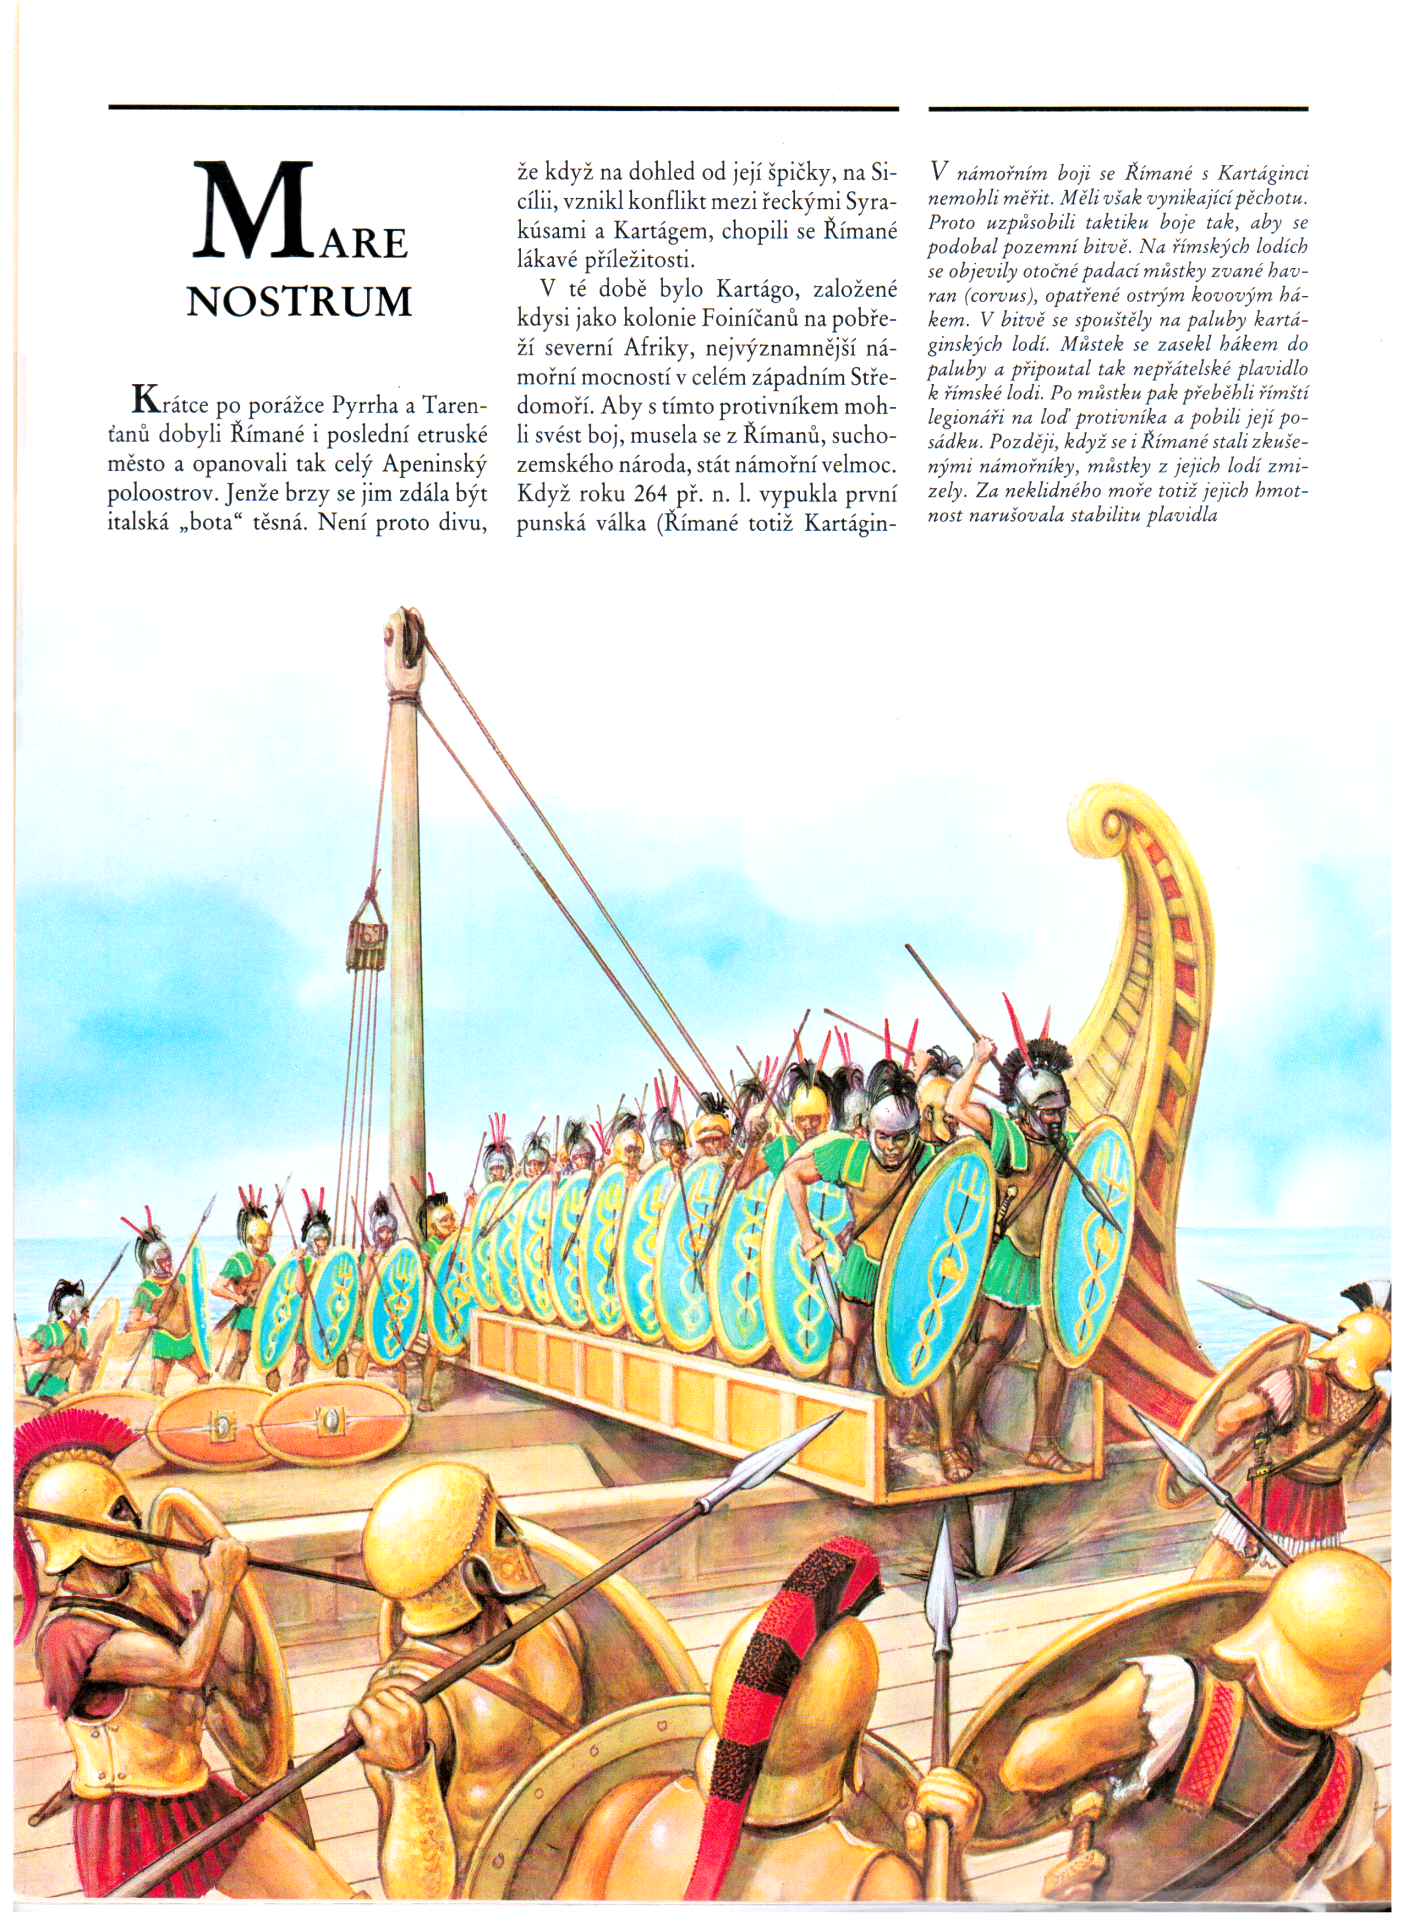 MARE
NOSTRUM
Krátce po porážce Pyrrha a Taren-
ťanů dobyli Římané i poslední etruské
město a opanovali tak celý Apeninský
poloostrov. Jenže brzy se jim zdála být
italská „bota“ těsná. Není proto divu,
že když na dohled od její špičky, na Si-
cílii, vznikl konflikt mezi řeckými Syra-
kúsami a Kartágem, chopili se Římané
lákavé příležitosti.
V té době bylo Kartágo, založené
kdysi jako kolonie Foiníčanů na pobře-
ží severní Afriky, nejvýznamnější ná-
mořní mocností v celém západním Stře-
domoří. Aby s tímto protivníkem moh-
li svést boj, musela se z Římanů, sucho-
zemského národa, stát námořní velmoc.
Když roku 264 př. n. l. vypukla první
punská válka (Římané totiž Kartágin-
V námořním boji se Římané s Kartáginci
nemohli měřit. Měli však vynikající pěchotu.
Proto uzpůsobili taktiku boje tak, aby se
podobal pozemní bitvě. Na římských lodích
se objevily otočné padací můstky zvané hav-
ran (corvus), opatřené ostrým kovovým há-
kem. V bitvě se spouštěly na paluby kartá-
ginských lodí. Můstek se zasekl hákem do
paluby a připoutal tak nepřátelské plavidlo
k římské lodi. Po můstku pak přeběhli římští
legionáři na loď protivníka a pobili její po-
sádku. Později, když se i Římané stali zkuše-
nými námořníky, můstky z jejich lodí zmi-
zely. Za neklidného moře totiž jejich hmot-
nost narušovala stabilitu plavidla